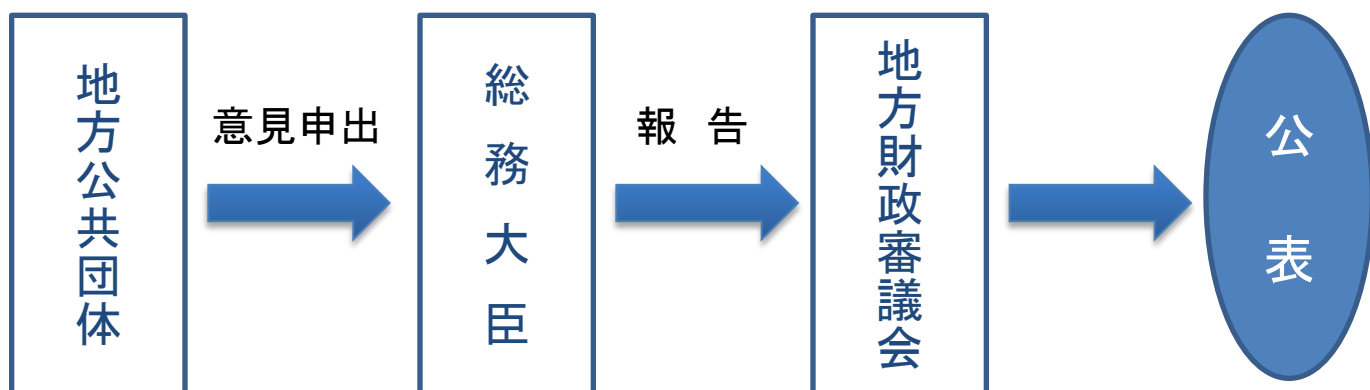 地方公共団体
意見申出
総務大臣
報 告
地方財政審議会
公表